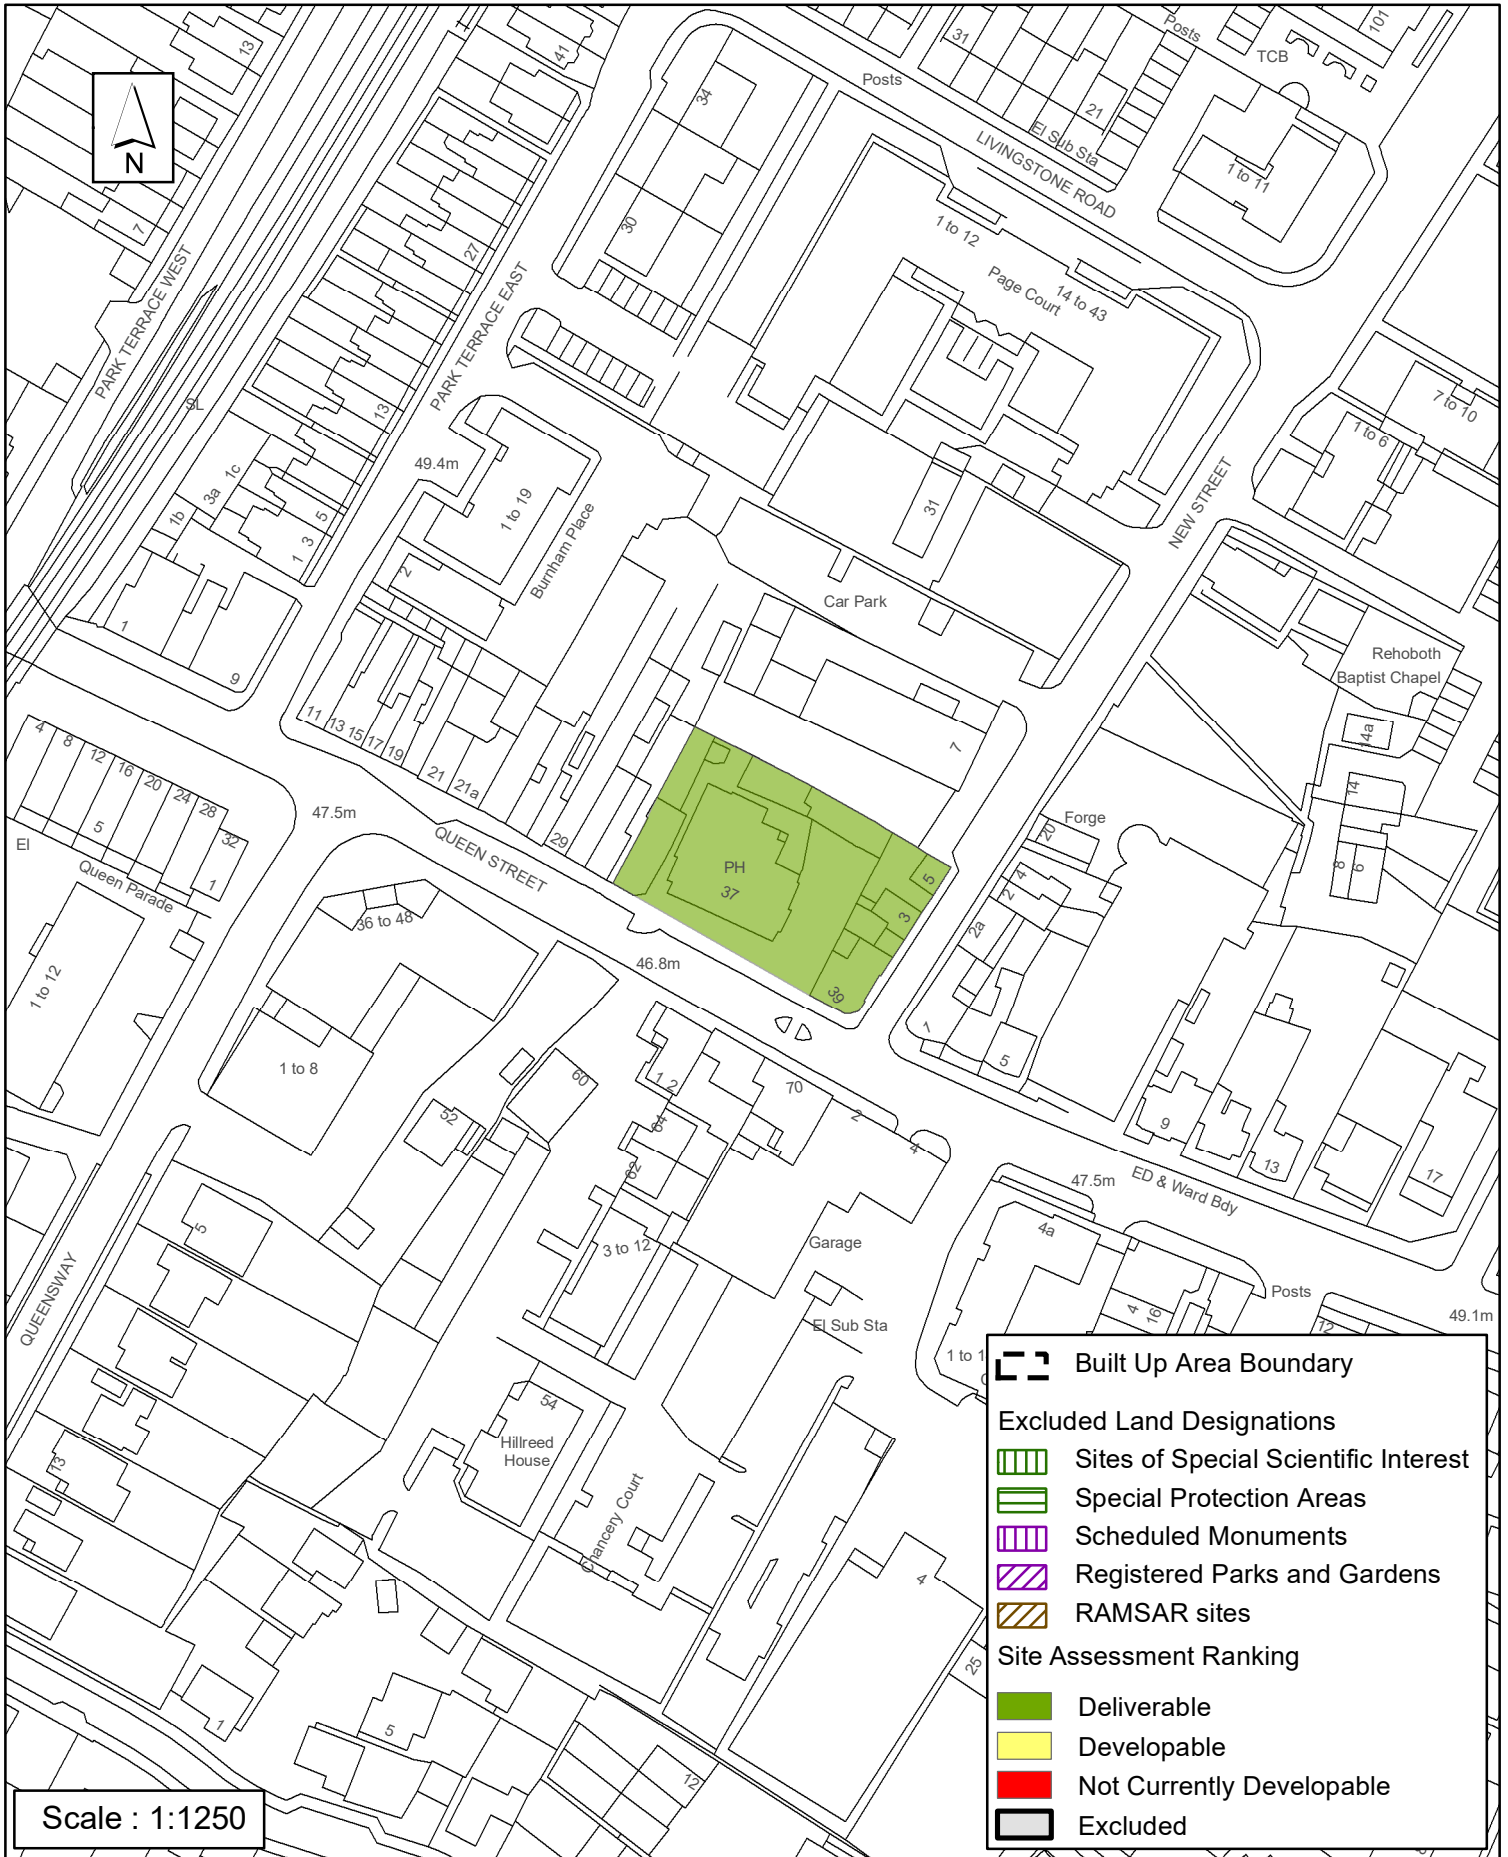 13
41
Posts
31
Posts
TCB
101
34
21
El Sub Sta
LIVINGSTONE ROAD
1 to 11
N
7
30
27
1 to 12
Page Court
14 to 43
PARK TERRACE WEST
PARK TERRACE EAST
SL
13
7 to 10
1 to 6
49.4m
1c
3a
1b
5
3
1
1 to 19
31
NEW STREET
Burnham Place
2
Car Park
1
9
Rehoboth
Baptist Chapel
14a
11
13
15
17
19
21
21a
29
7
4
8
12
16
20
24
28
32
5
1
47.5m
QUEEN STREET
14
Forge
20
El
Queen Parade
PH
37
5
3
4
2
2a
8
6
36 to 48
46.8m
39
1 to 12
7
5
1 to 8
60
52
1
2
64
62
70
2
4
9
13
17
47.5m
ED & Ward Bdy
5
3 to 12
Garage
4a
QUEENSWAY
El Sub Sta
4
16
Posts
12
49.1m
1 to 1
54
Hillreed
House
13
Chancery Court
4
25
1
5
12
Built Up Area Boundary
Excluded Land Designations
Sites of Special Scientific Interest
Special Protection Areas
Scheduled Monuments
Registered Parks and Gardens
RAMSAR sites
Site Assessment Ranking
Deliverable
Developable
Not Currently Developable
Excluded
Scale : 1:1250